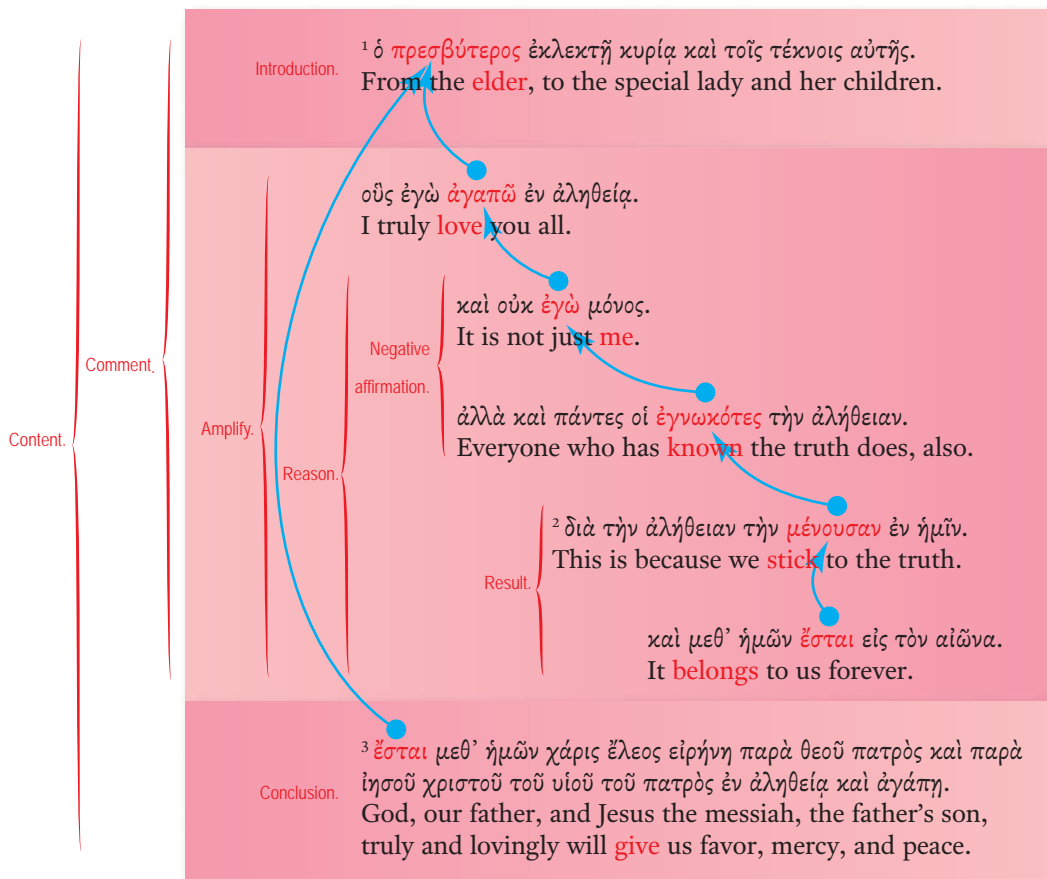 Content.
Comment.
Introduction.
¹ ὁ πρεσβύτερος ἐκλεκτῇ κυρίᾳ καὶ τοῖς τέκνοις αὐτῆς.
From the elder, to the special lady and her children.
Amplify.
οὓς ἐγὼ ἀγαπῶ ἐν ἀληθείᾳ.
I truly love you all.
Reason.
Negative
affirmation.
καὶ οὐκ ἐγὼ μόνος.
It is not just me.
ἀλλὰ καὶ πάντες οἱ ἐγνωκότες τὴν ἀλήθειαν.
Everyone who has known the truth does, also.
Result.
² διὰ τὴν ἀλήθειαν τὴν μένουσαν ἐν ἡμῖν.
This is because we stick to the truth.
καὶ μεθ’ ἡμῶν ἔσται εἰς τὸν αἰῶνα.
It belongs to us forever.
Conclusion.
³ ἔσται μεθ’ ἡμῶν χάρις ἔλεος εἰρήνη παρὰ θεοῦ πατρὸς καὶ παρὰ
ἰησοῦ χριστοῦ τοῦ υἱοῦ τοῦ πατρὸς ἐν ἀληθείᾳ καὶ ἀγάπῃ.
God, our father, and Jesus the messiah, the father’s son,
truly and lovingly will give us favor, mercy, and peace.